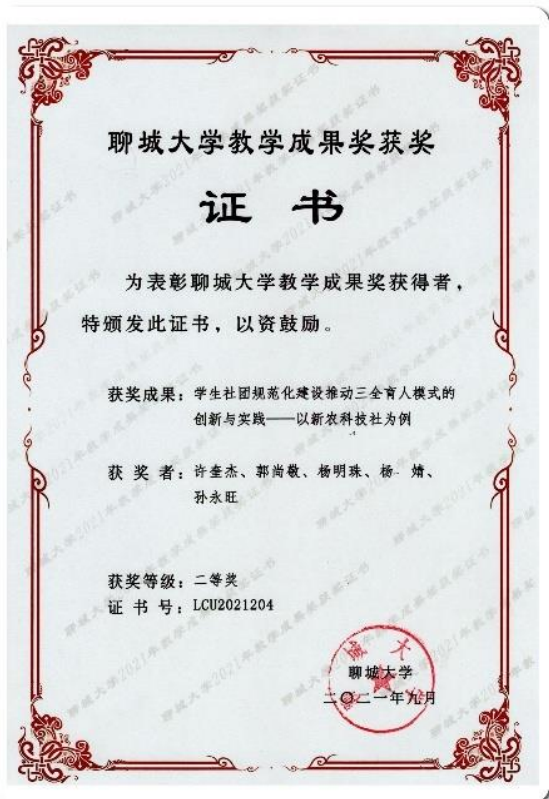 聊城大学教学成果奖获奖
证 书
为表彰聊城大学教学成果奖获得者，
特颁发此证书，以资鼓励。
获奖成果：学生社团规范化建设推动三全育人模式的
创新与实践——以新农科技社为例
获 奖 者：许奎杰、郭尚敬、杨明珠、杨 婧、
孙永旺
获奖等级：二等奖
证 书 号：LCU2021204
聊城大学
二〇二一年九月